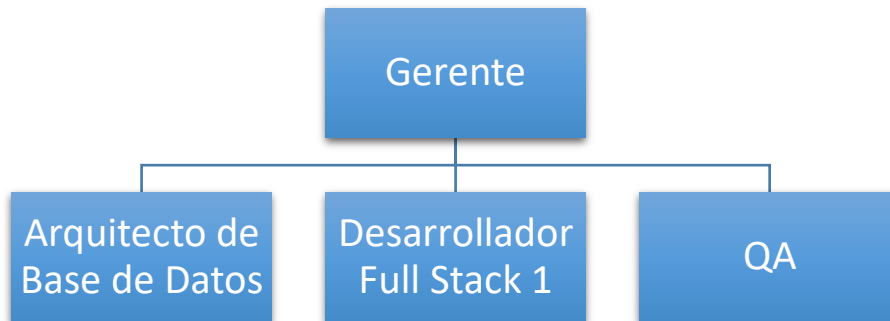 Gerente
Arquitecto de
Base de Datos
Desarrollador
Full Stack 1
QA